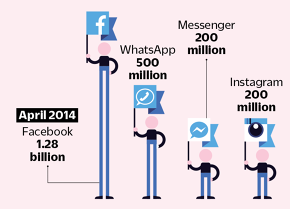 Messenger
200
million
WhatsApp
500
million
Instagram
200
million
April 2014
Facebook
1.28
billion